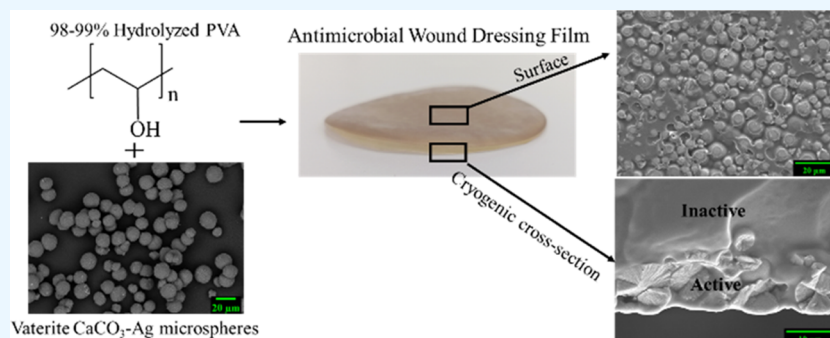 98-99% Hydrolyzed PVA
n
OH
+
20 μm
Vaterite CaCO₃-Ag microspheres
Antimicrobial Wound Dressing Film
Surface
Cryogenic cross-section
20 μm
Inactive
Active